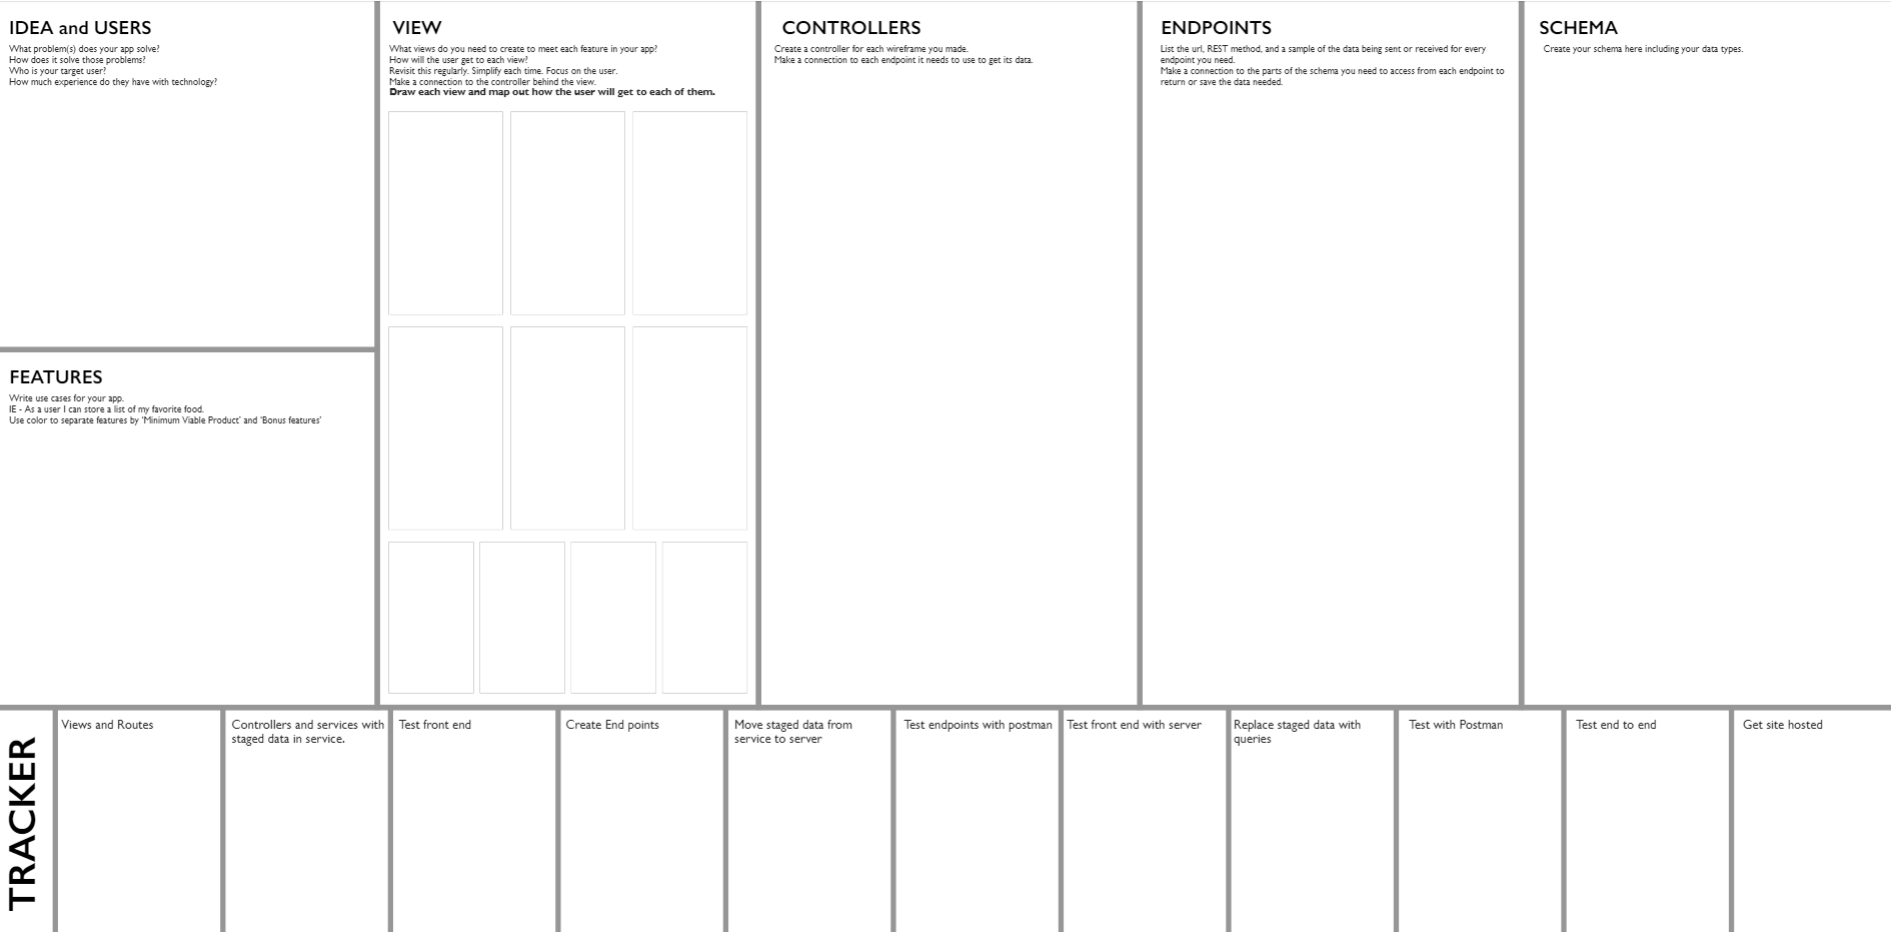 IDEA and USERS
What problem(s) does your app solve?
How does it solve those problems?
Who is your target user?
How much experience do they have with technology?
FEATURES
Write use cases for your app.
IE - As a user I can store a list of my favorite food.
Use color to separate features by 'Minimum Viable Product' and 'Bonus features'
VIEW
What views do you need to create to meet each feature in your app?
How will the user get to each view?
Revisit this regularly. Simplify each time. Focus on the user.
Make a connection to the controller behind the view.
Draw each view and map out how the user will get to each of them.
CONTROLLERS
Create a controller for each wireframe you made.
Make a connection to each endpoint it needs to use to get its data.
ENDPOINTS
List the url, REST method, and a sample of the data being sent or received for every
endpoint you need.
Make a connection to the parts of the schema you need to access from each endpoint to
return or save the data needed.
SCHEMA
Create your schema here including your data types.
TRACKER
Views and Routes
Controllers and services with
staged data in service.
Test front end
Create End points
Move staged data from
service to server
Test endpoints with postman
Test front end with server
Replace staged data with
queries
Test with Postman
Test end to end
Get site hosted